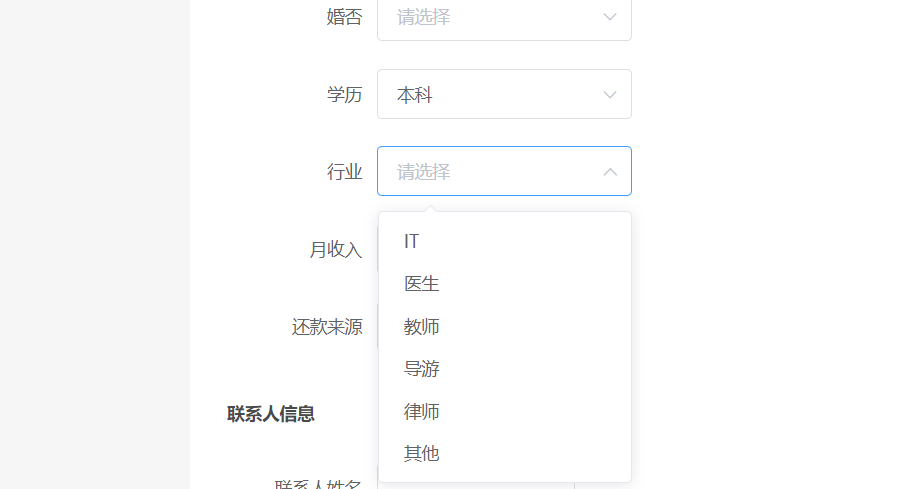 婚否 请选择
学历 本科
行业 请选择
月收入
还款来源
IT
医生
教师
导游
律师
其他
联系人信息
联系人姓名